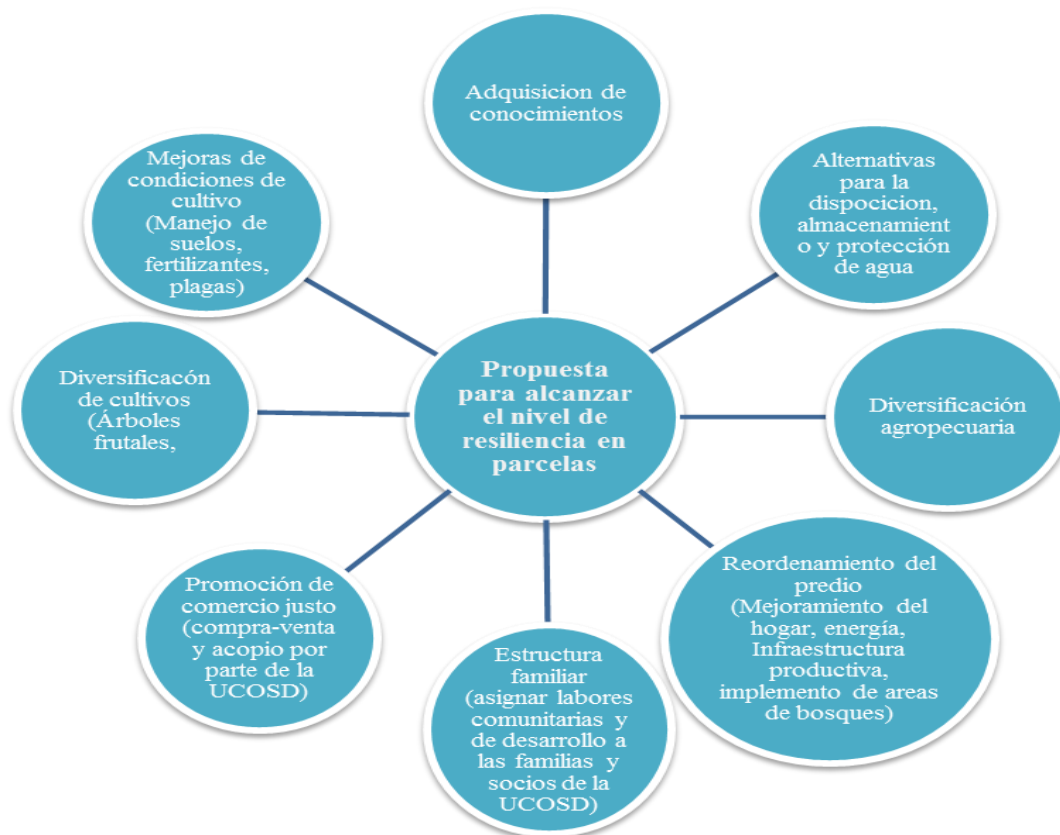 Adquisicion de
conocimientos
Mejoras de
condiciones de
cultivo
(Manejo de
suelos,
fertilizantes,
plagas)
Alternativas
para la
dispocicion,
almacenamient
o y protección
de agua
Diversificacón
de cultivos
(Árboles
frutales,
Propuesta
para alcanzar
el nivel de
resiliencia en
parcelas
Diversificación
agropecuaria
Promoción de
comercio justo
(compra-venta
y acopio por
parte de la
UCOSD)
Estructura
familiar
(asignar labores
comunitarias y
de desarrollo a
las familias y
socios de la
UCOSD)
Reordenamiento del
predio
(Mejoramiento del
hogar, energía,
Infraestructura
productiva,
implemento de areas
de bosques)